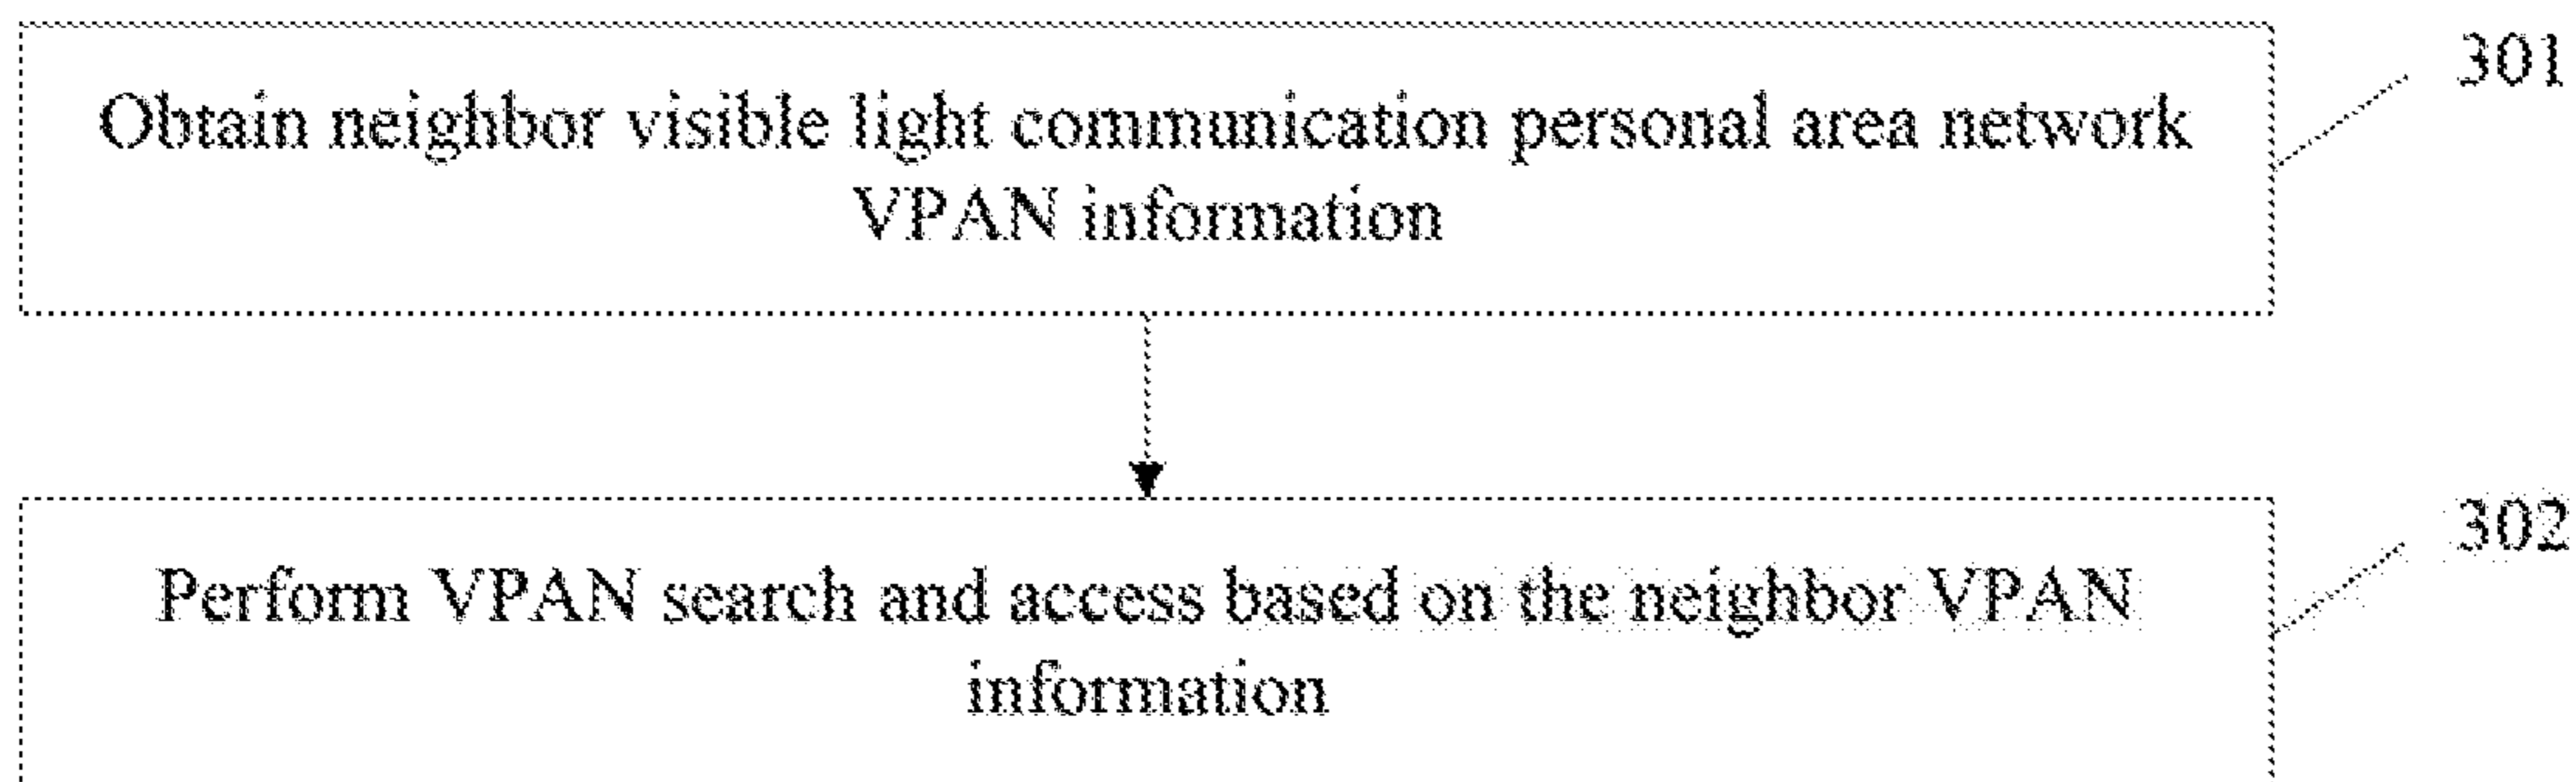 301
Obtain neighbor visible light communication personal area network
VPAN information
302
Perform VPAN search and access based on the neighbor VPAN
information